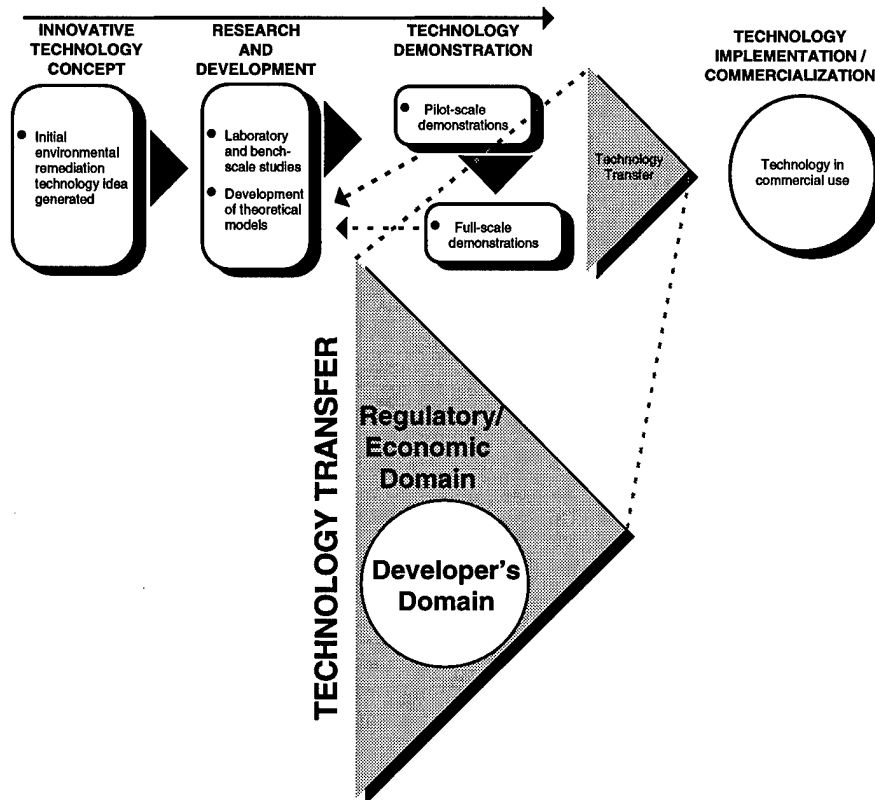 INNOVATIVE
TECHNOLOGY
CONCEPT
RESEARCH
AND
DEVELOPMENT
TECHNOLOGY
DEMONSTRATION
TECHNOLOGY
IMPLEMENTATION /
COMMERCIALIZATION
• Initial
environmental
remediation
technology idea
generated
• Laboratory
and bench-
scale studies
• Development
of theoretical
models
• Pilot-scale
demonstrations
• Full-scale
demonstrations
Technology
Transfer
Technology in
commercial use
TECHNOLOGY TRANSFER
Regulatory/
Economic
Domain
Developer's
Domain